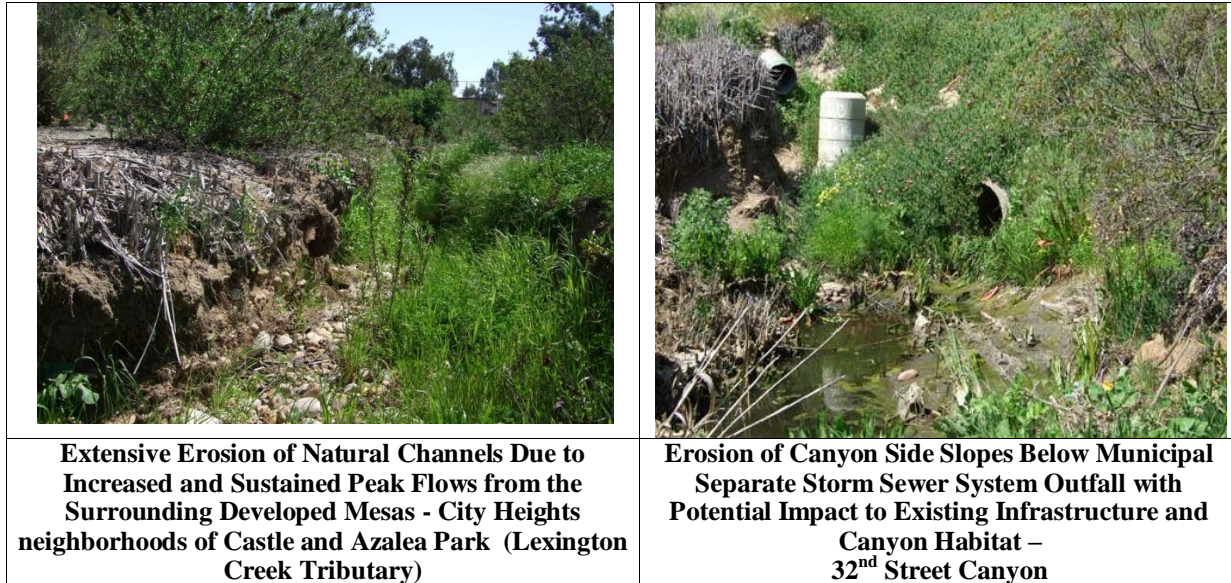 Extensive Erosion of Natural Channels Due to
Increased and Sustained Peak Flows from the
Surrounding Developed Mesas - City Heights
neighborhoods of Castle and Azalea Park (Lexington
Creek Tributary)
Erosion of Canyon Side Slopes Below Municipal
Separate Storm Sewer System Outfall with
Potential Impact to Existing Infrastructure and
Canyon Habitat –
32nd Street Canyon